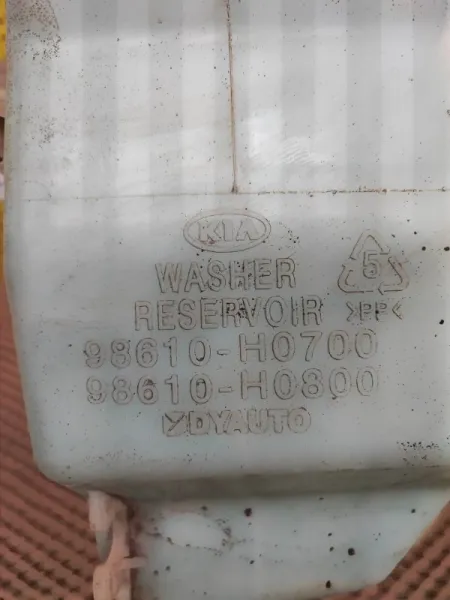 KIA
WASHER
RESERVOIR
5
>PP<
98610-H0700
98610-H0800
DYAUTO